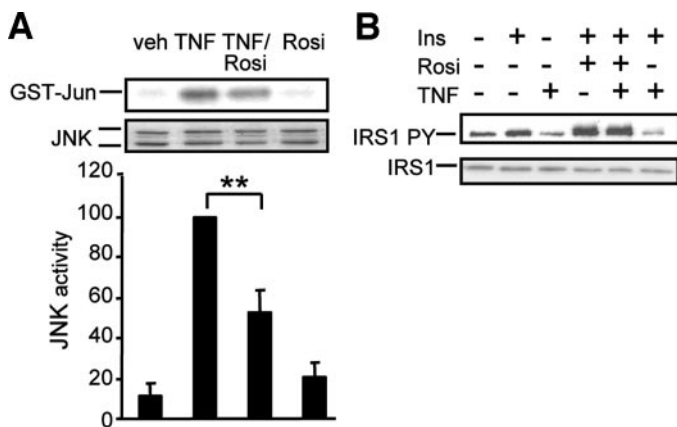 A
veh TNF TNF/ Rosi
Rosi
GST-Jun
JNK
120
100
80
60
40
20
0
JNK activity
**
B
Ins - + - + + +
Rosi - - - + + -
TNF - - + - + +
IRS1 PY
IRS1